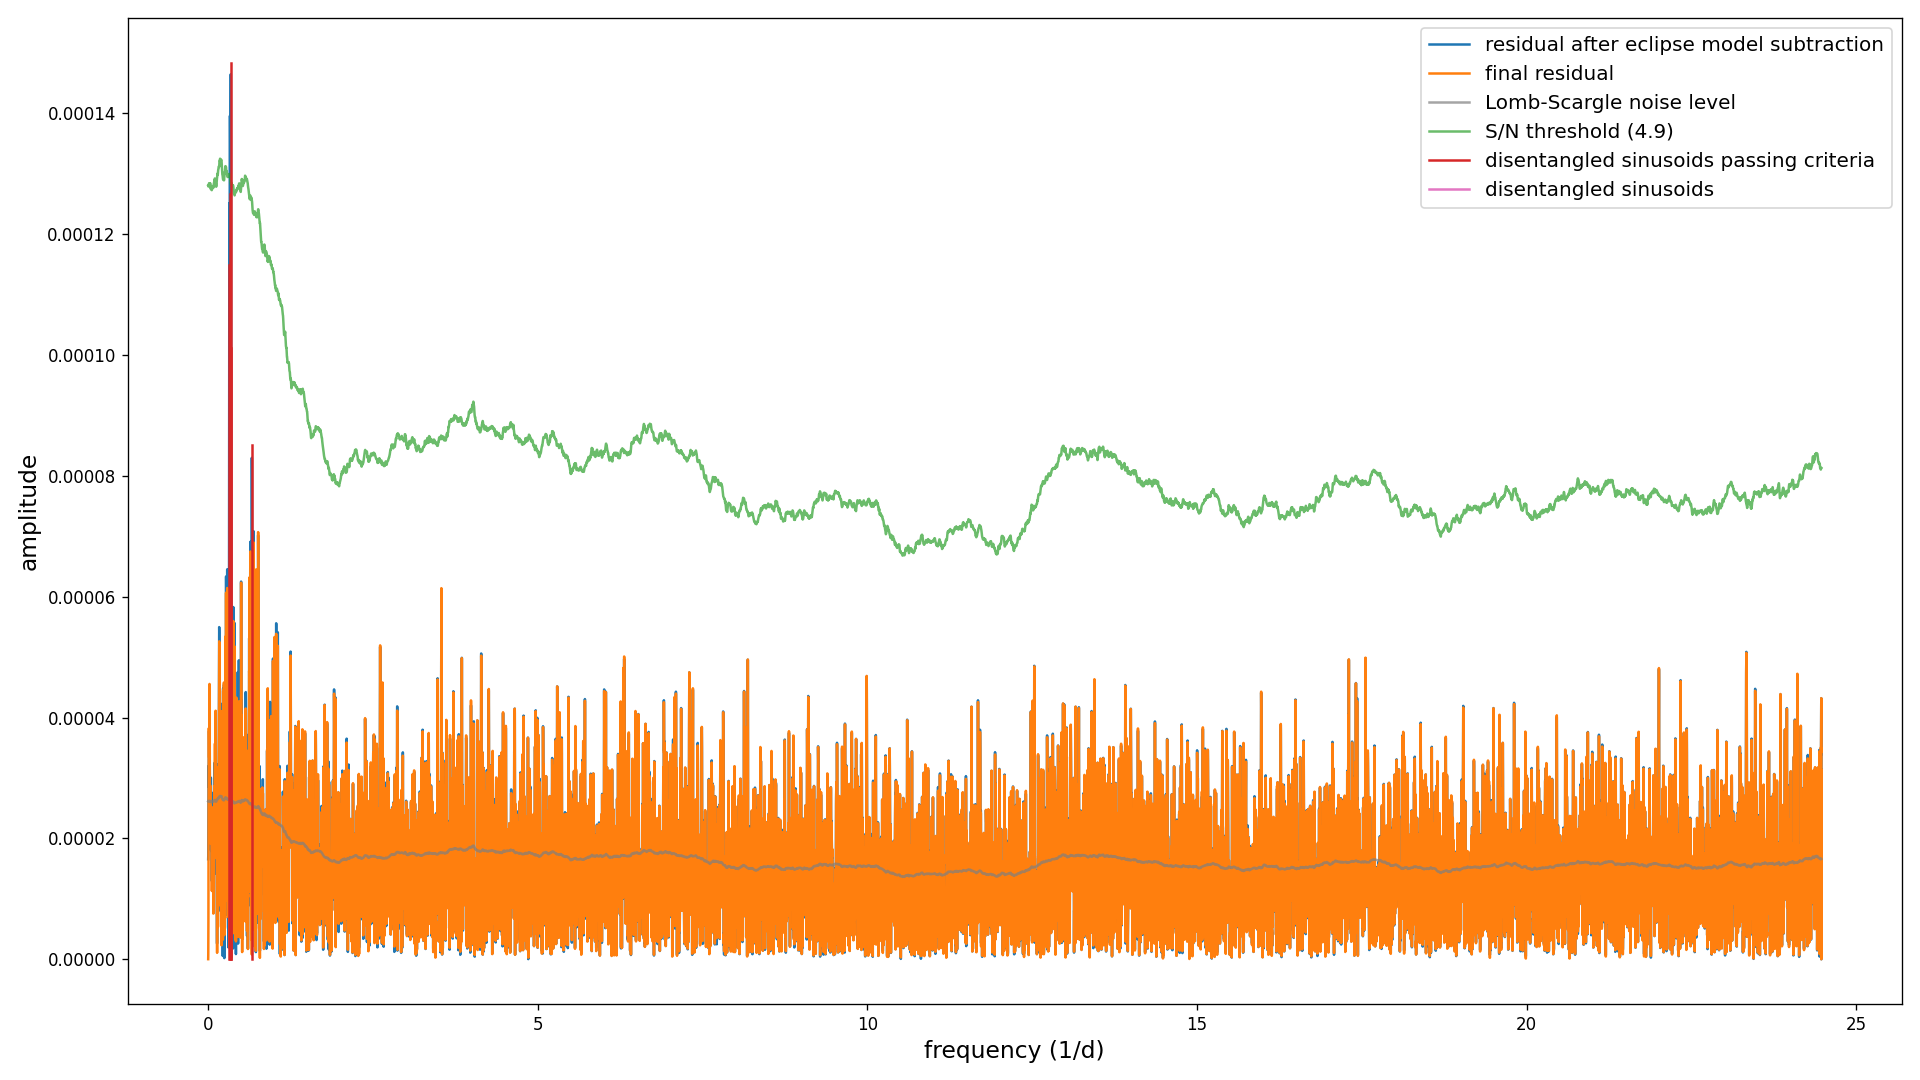 residual after eclipse model subtraction
final residual
Lomb-Scargle noise level
S/N threshold (4.9)
disentangled sinusoids passing criteria
disentangled sinusoids
amplitude
0.00014
0.00012
0.00010
0.00008
0.00006
0.00004
0.00002
0.00000
0 5 10 15 20 25
frequency (1/d)